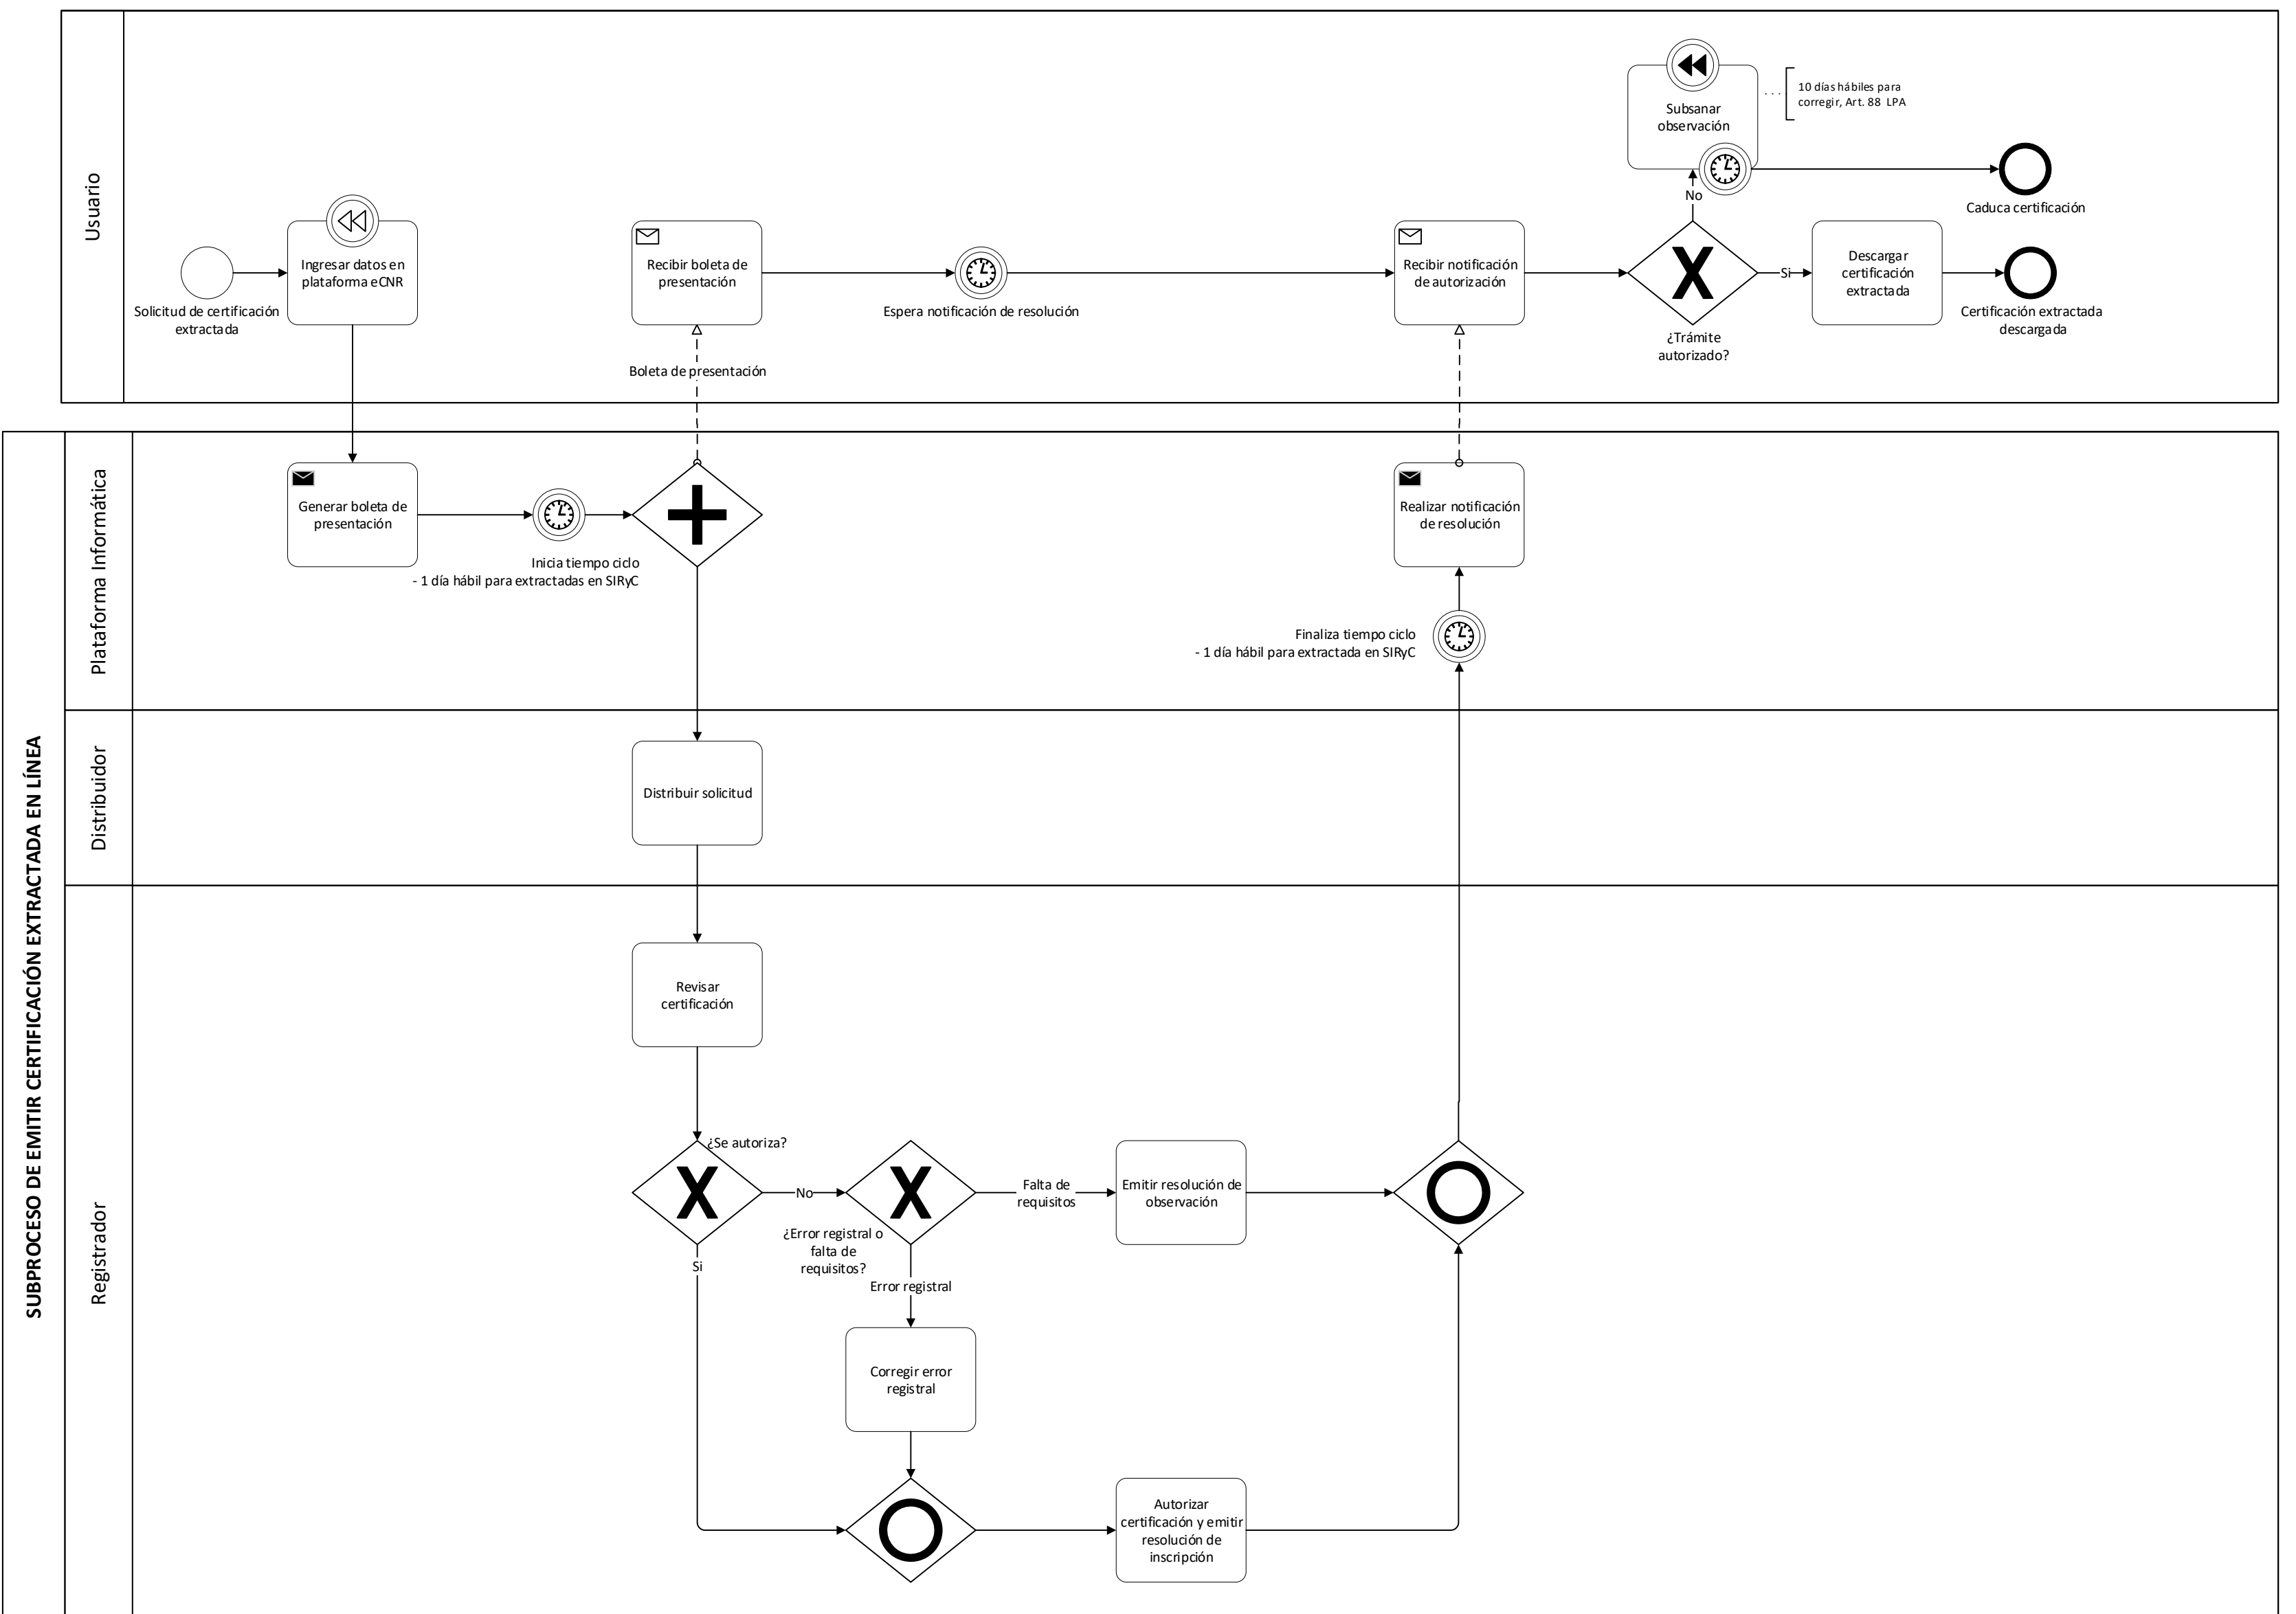 Usuario
Solicitud de certificación
extractada
Ingresar datos en
plataforma eCNR
Recibir boleta de
presentación
Boleta de presentación
Espera notificación de resolución
Recibir notificación
de autorización
¿Trámite
autorizado?
No
Si
Subsanar
observación
10 días hábiles para
corregir, Art. 88 LPA
Caduca certificación
Descargar
certificación
extractada
Certificación extractada
descargada
SUBPROCESO DE EMITIR CERTIFICACIÓN EXTRACTADA EN LÍNEA
Plataforma Informática
Generar boleta de
presentación
Inicia tiempo ciclo
- 1 día hábil para extractadas en SIRyC
Realizar notificación
de resolución
Finaliza tiempo ciclo
- 1 día hábil para extractada en SIRyC
Distribuidor
Distribuir solicitud
Registrador
Revisar
certificación
¿Se autoriza?
No
Si
¿Error registral o
falta de
requisitos?
Falta de
requisitos
Emitir resolución de
observación
Error registral
Corregir error
registral
Autorizar
certificación y emitir
resolución de
inscripción